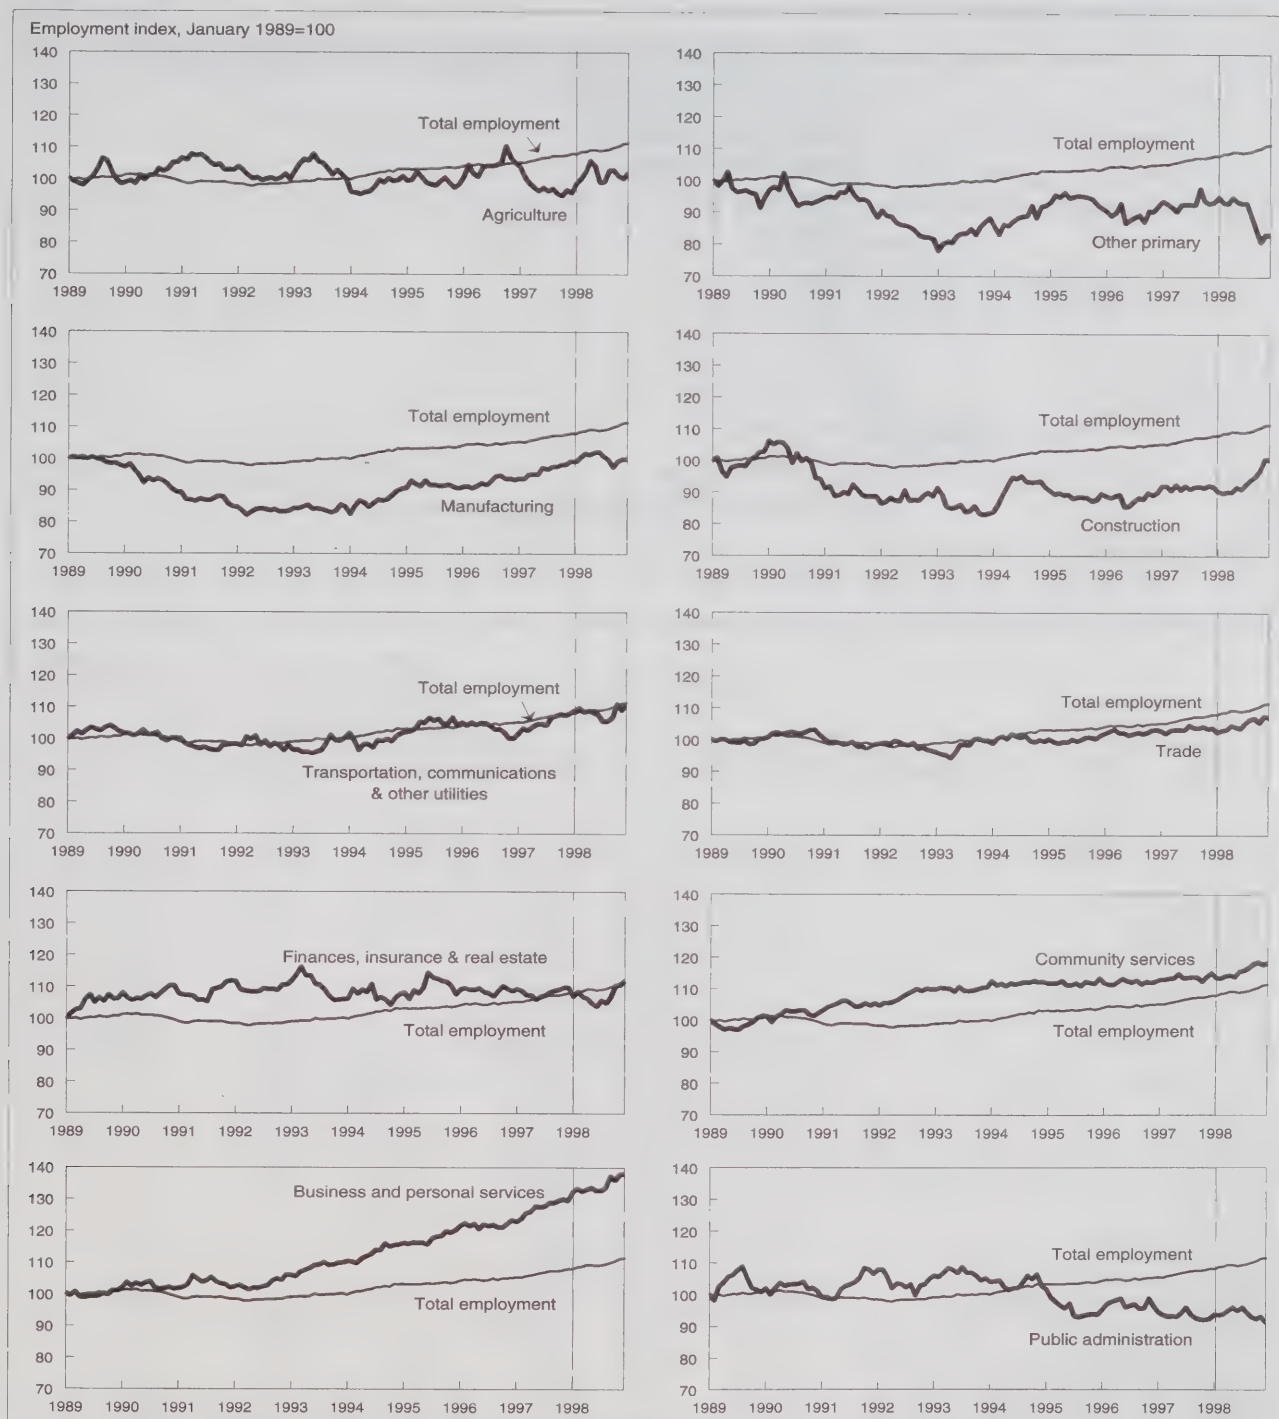 Employment index, January 1989=100
140
130
120
110
100
90
80
70
Total employment
Agriculture
1989 1990 1991 1992 1993 1994 1995 1996 1997 1998
140
130
120
110
100
90
80
70
Total employment
Other primary
1989 1990 1991 1992 1993 1994 1995 1996 1997 1998
140
130
120
110
100
90
80
70
Total employment
Manufacturing
1989 1990 1991 1992 1993 1994 1995 1996 1997 1998
140
130
120
110
100
90
80
70
Total employment
Construction
1989 1990 1991 1992 1993 1994 1995 1996 1997 1998
140
130
120
110
100
90
80
70
Total employment
Transportation, communications
& other utilities
1989 1990 1991 1992 1993 1994 1995 1996 1997 1998
140
130
120
110
100
90
80
70
Total employment
Trade
1989 1990 1991 1992 1993 1994 1995 1996 1997 1998
140
130
120
110
100
90
80
70
Finances, insurance & real estate
Total employment
1989 1990 1991 1992 1993 1994 1995 1996 1997 1998
140
130
120
110
100
90
80
70
Community services
Total employment
1989 1990 1991 1992 1993 1994 1995 1996 1997 1998
140
130
120
110
100
90
80
70
Business and personal services
Total employment
1989 1990 1991 1992 1993 1994 1995 1996 1997 1998
140
130
120
110
100
90
80
70
Total employment
Public administration
1989 1990 1991 1992 1993 1994 1995 1996 1997 1998